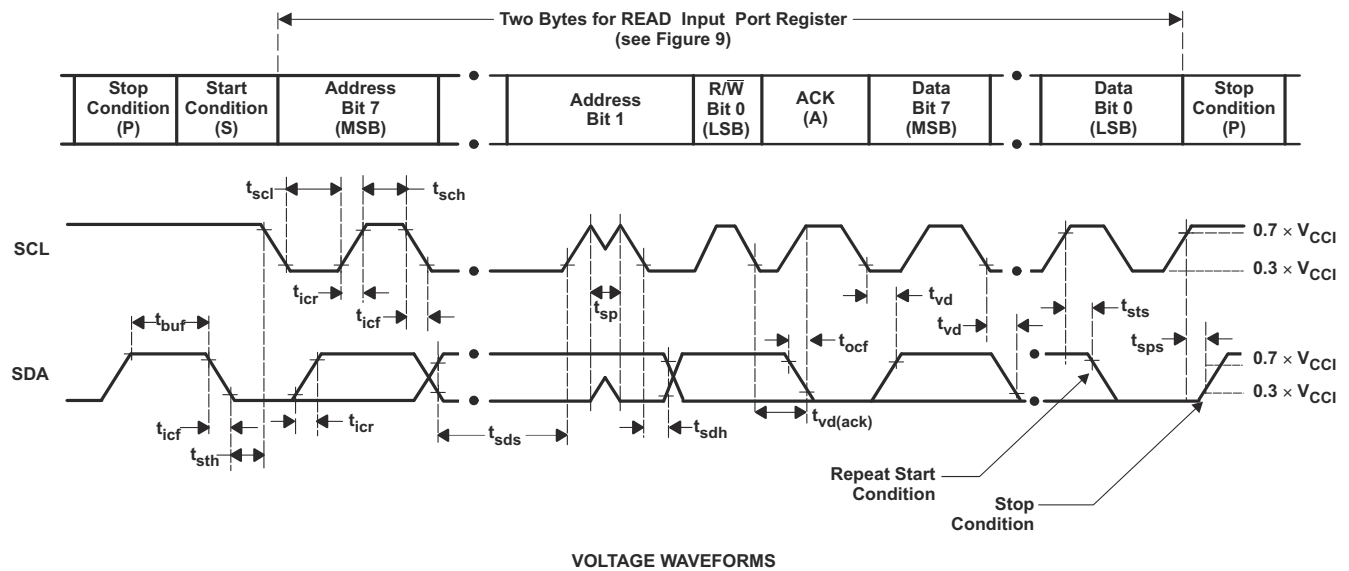 Two Bytes for READ Input Port Register
(see Figure 9)
Stop
Condition
(P)
Start
Condition
(S)
Address
Bit 7
(MSB)
Address
Bit 1
R/W̅
Bit 0
(LSB)
ACK
(A)
Data
Bit 7
(MSB)
Data
Bit 0
(LSB)
Stop
Condition
(P)
tscl
tsch
SCL
0.7 × VCCI
0.3 × VCCI
ticr
ticf
tsp
tvd
tvd
tsts
tbuf
tocf
tsps
SDA
0.7 × VCCI
0.3 × VCCI
ticf
ticr
tsth
tsds
tsdh
tvd(ack)
Repeat Start
Condition
Stop
Condition
VOLTAGE WAVEFORMS